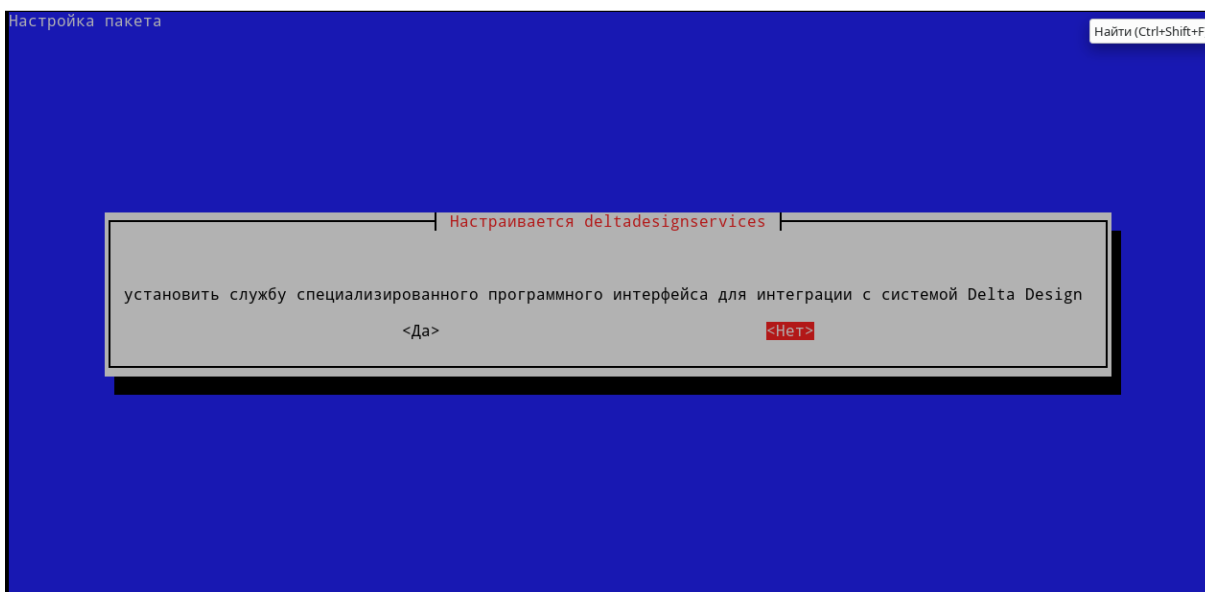 Настройка пакета
Найти (Ctrl+Shift+F
Настраивается deltadesignservices
установить службу специализированного программного интерфейса для интеграции с системой Delta Design
<Да> <Нет>